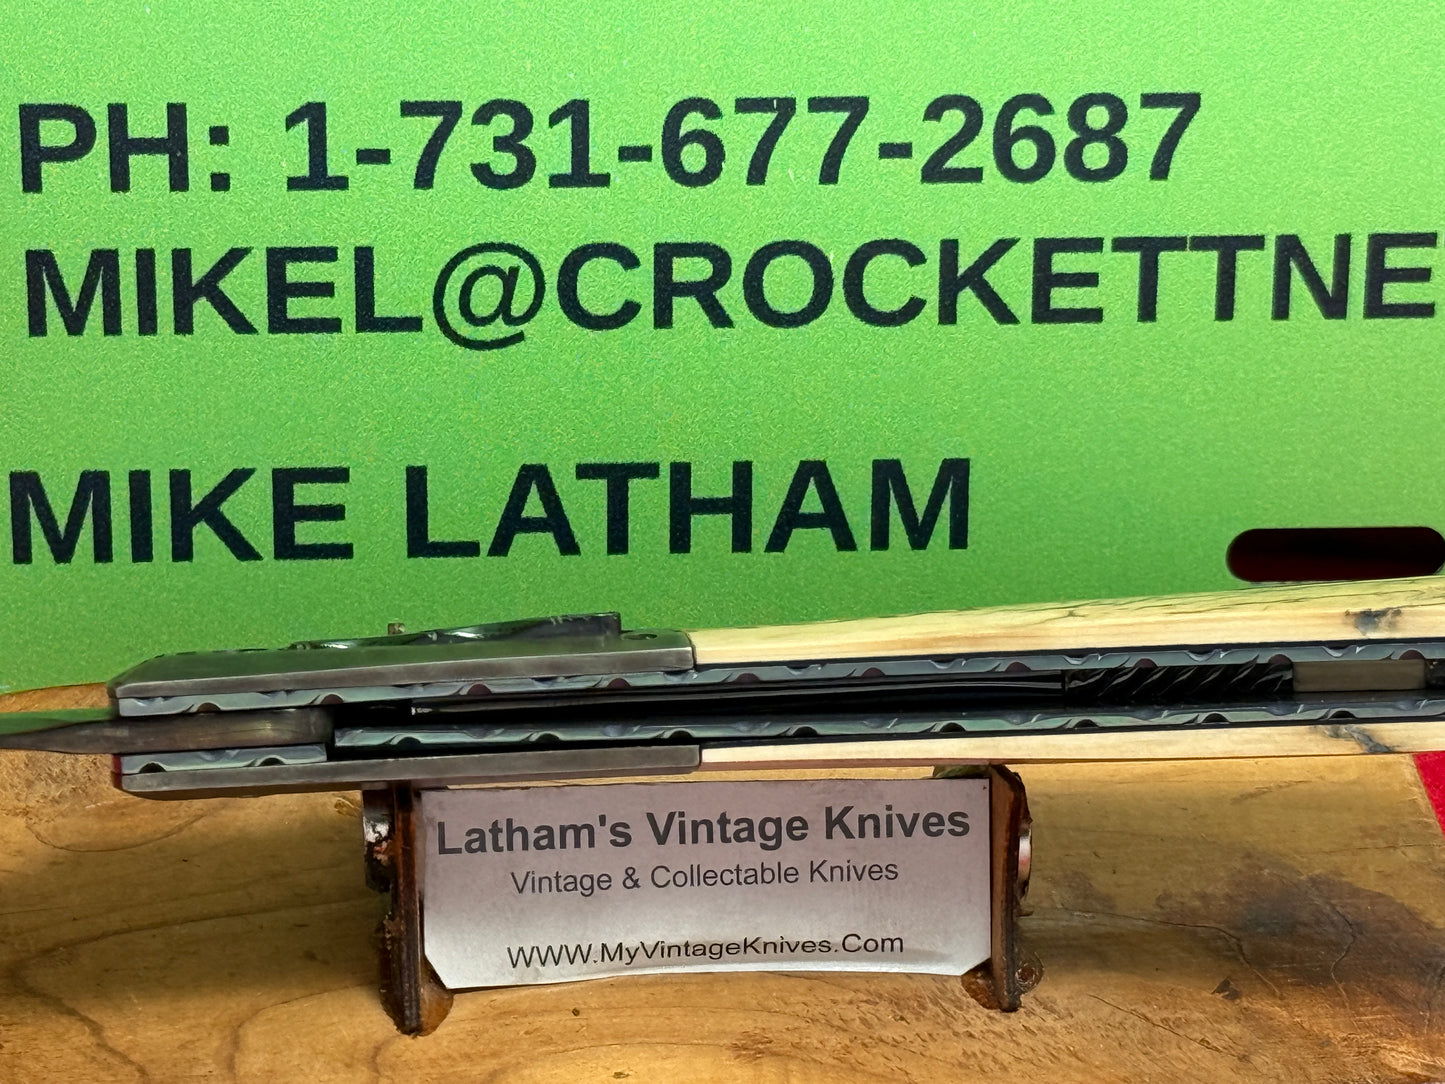 PH: 1-731-677-2687
MIKEL@CROCKETTNE
MIKE LATHAM
Latham's Vintage Knives
Vintage & Collectable Knives
WWW.MyVintageKnives.Com